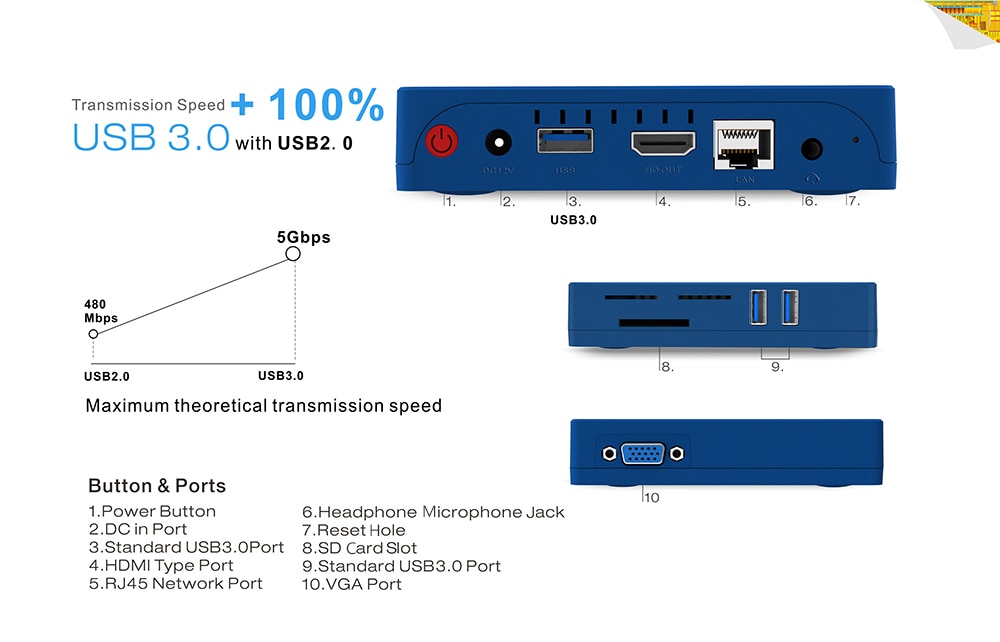 Transmission Speed + 100%
USB 3.0 with USB2. 0
DC12V
USB
HD OUT
LAN
1.
2.
3.
4.
5.
6.
7.
USB3.0
5Gbps
480
Mbps
USB2.0
USB3.0
Maximum theoretical transmission speed
8.
9.
10
Button & Ports
1.Power Button
2.DC in Port
3.Standard USB3.0Port
4.HDMI Type Port
5.RJ45 Network Port
6.Headphone Microphone Jack
7.Reset Hole
8.SD Card Slot
9.Standard USB3.0 Port
10.VGA Port